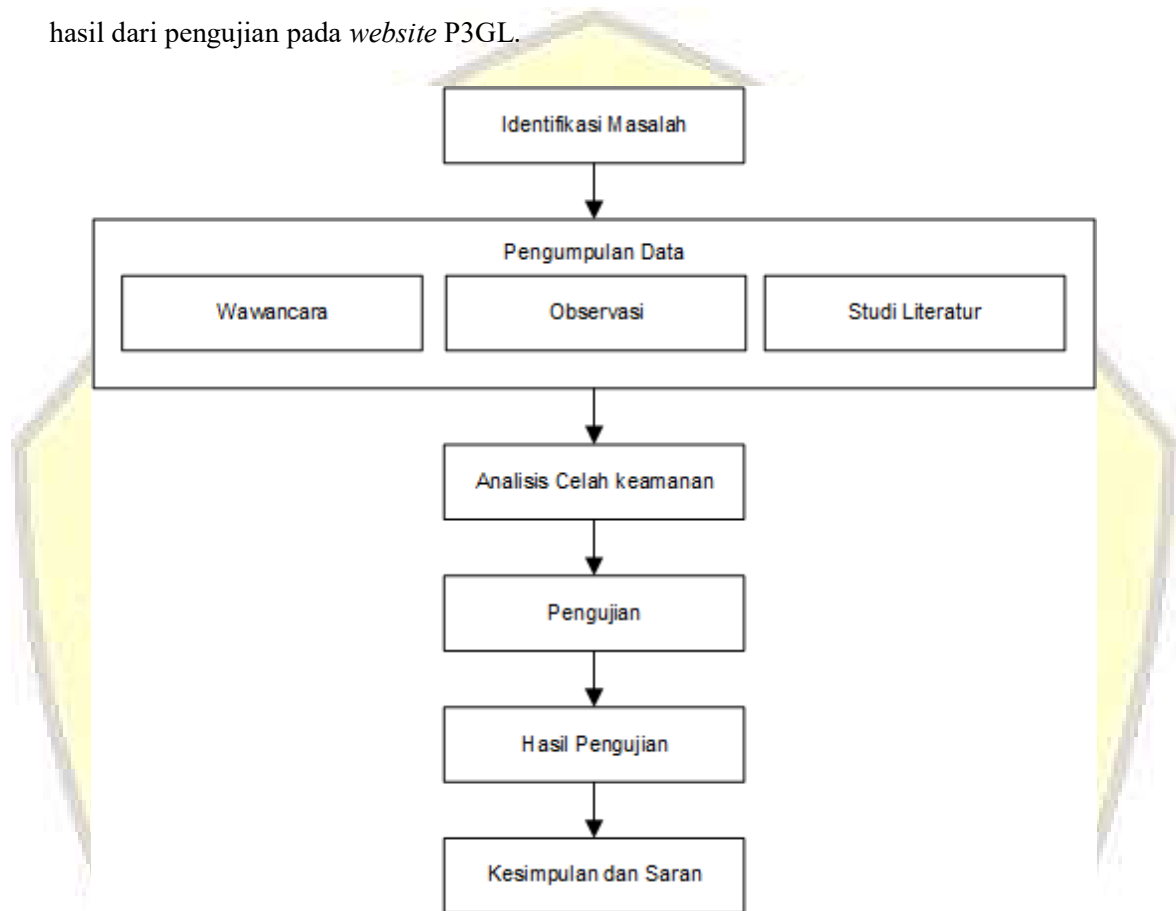 hasil dari pengujian pada website P3GL.
Identifikasi Masalah
Pengumpulan Data
Wawancara
Observasi
Studi Literatur
Analisis Celah keamanan
Pengujian
Hasil Pengujian
Kesimpulan dan Saran